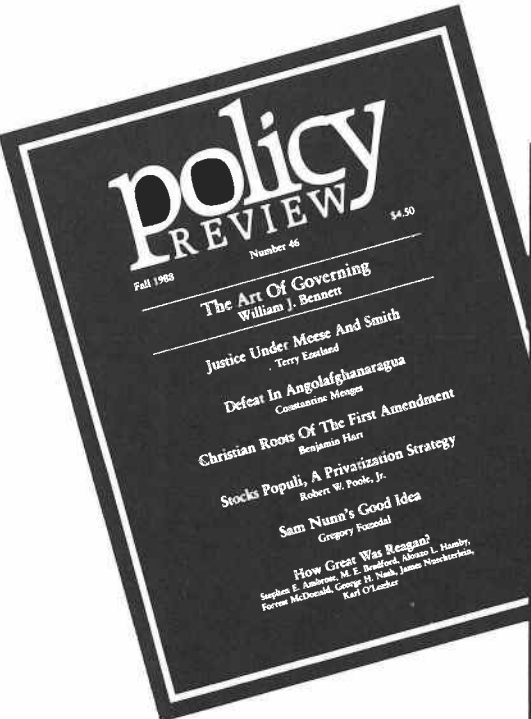 policy
REVIEW
Fall 1988
Number 46
$4.50
The Art Of Governing
William J. Bennett
Justice Under Meese And Smith
Terry Eastland
Defeat In Angolafghanaragua
Constantine Menges
Christian Roots Of The First Amendment
Benjamin Hart
Stocks Populi, A Privatization Strategy
Robert W. Poole, Jr.
Sam Nunn's Good Idea
Gregory Fossedal
How Great Was Reagan?
Stephen E. Ambrose, M. E. Bradford, Alonzo L. Hamby,
Forrest McDonald, George H. Nash, James Nuechterlein,
Karl O'Lessker